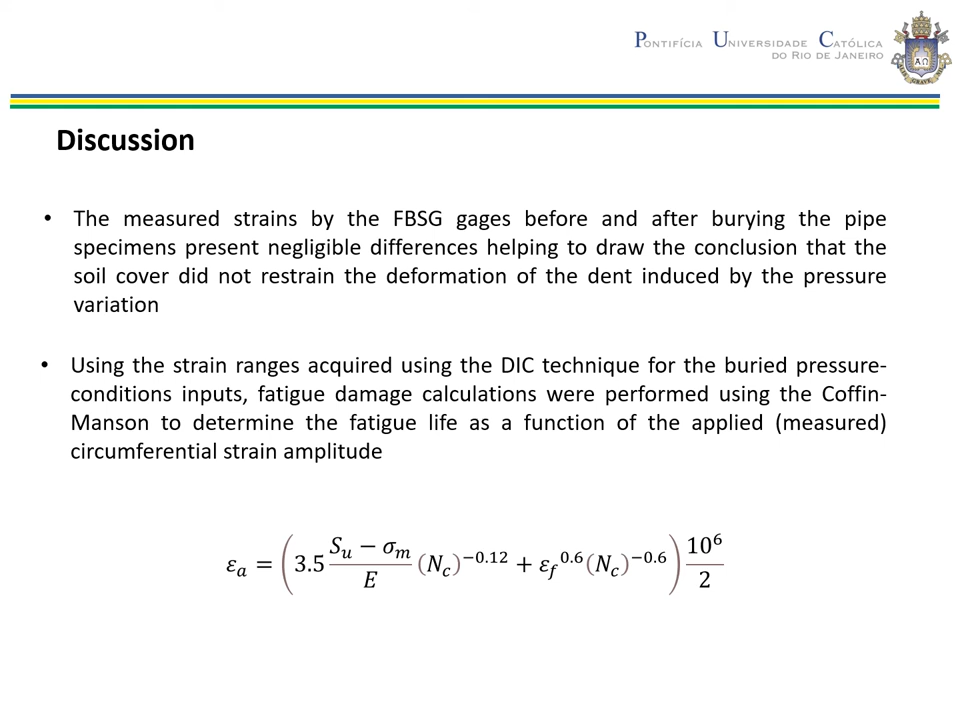 Pontifícia Universidade Católica
do Rio de Janeiro
Discussion
• The measured strains by the FBSG gages before and after burying the pipe
specimens present negligible differences helping to draw the conclusion that the
soil cover did not restrain the deformation of the dent induced by the pressure
variation
• Using the strain ranges acquired using the DIC technique for the buried pressure-
conditions inputs, fatigue damage calculations were performed using the Coffin-
Manson to determine the fatigue life as a function of the applied (measured)
circumferential strain amplitude
εₐ = (3.5 (Sᵤ − σₘ)/E (N_c)^−0.12 + ε_f^0.6 (N_c)^−0.6) 10^6/2